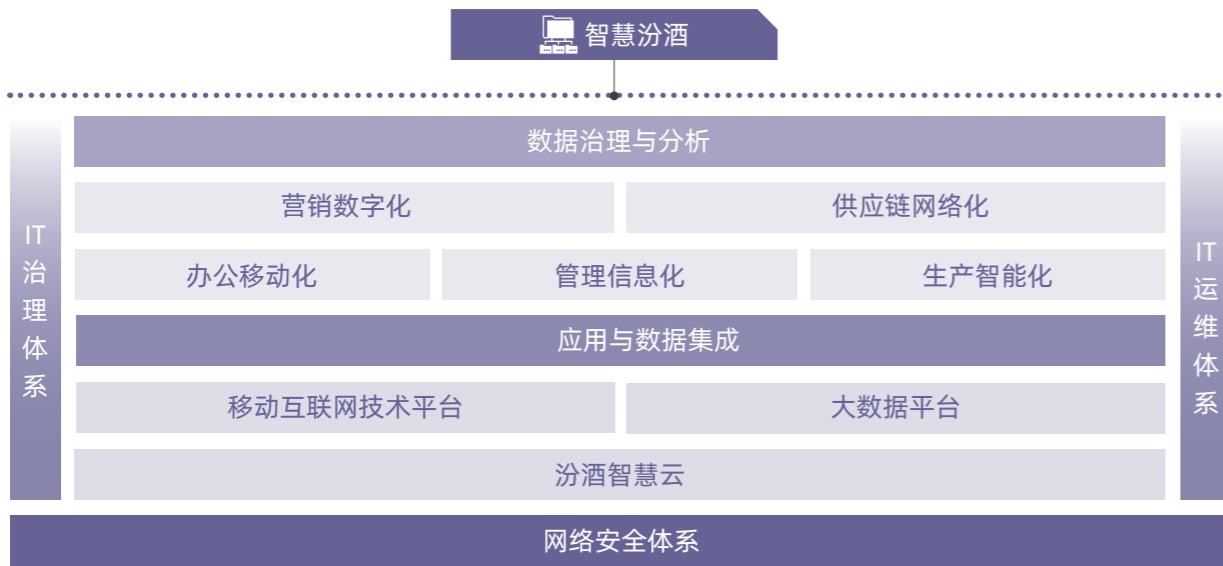 智慧汾酒
数据治理与分析
营销数字化
供应链网络化
办公移动化
管理信息化
生产智能化
应用与数据集成
移动互联网技术平台
大数据平台
汾酒智慧云
IT
治
理
体
系
IT
运
维
体
系
网络安全体系